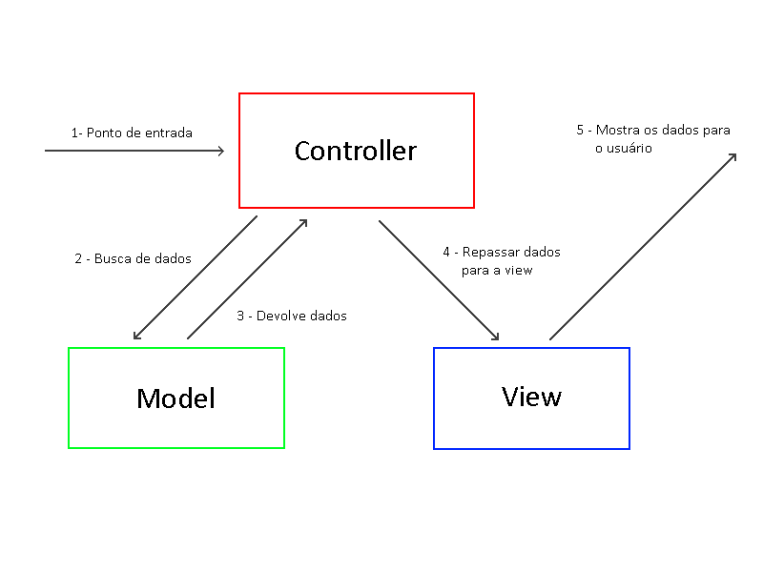 1- Ponto de entrada
Controller
5 - Mostra os dados para
o usuário
2 - Busca de dados
4 - Repassar dados
para a view
3 - Devolve dados
Model
View